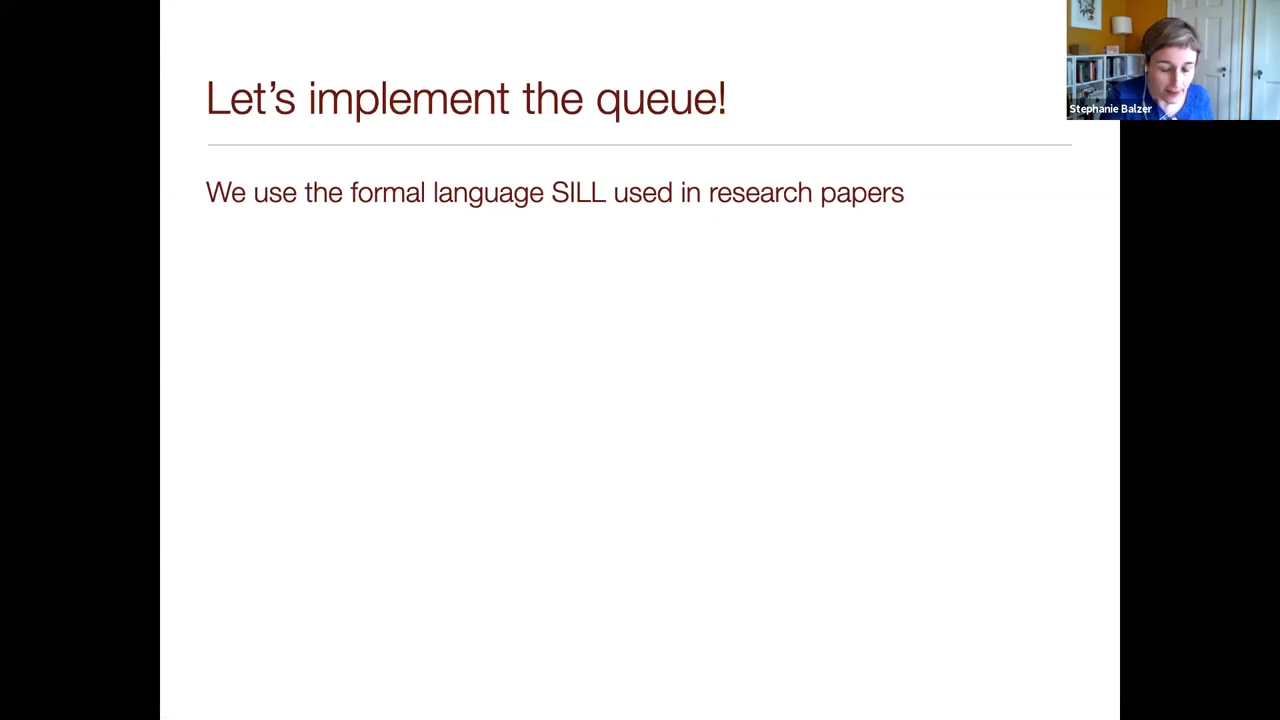 Let's implement the queue!
Stephanie Balzer
We use the formal language SILL used in research papers